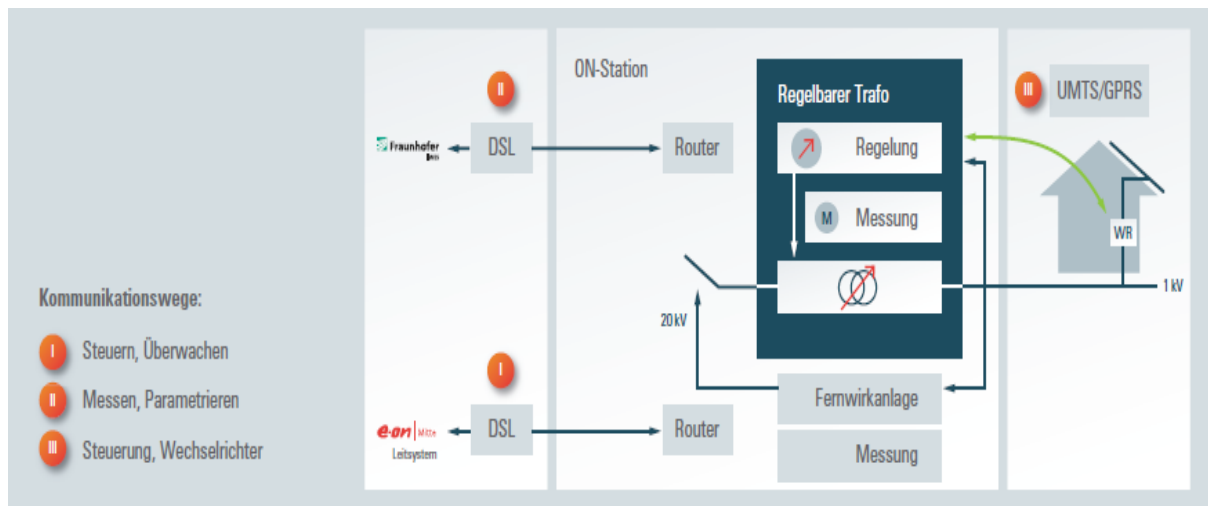 II
III
ON-Station
Regelbarer Trafo
UMTS/GPRS
Fraunhofer
DSL
Router
Regelung
M
Messung
WR
Kommunikationswege:
1 kV
20 kV
I
Steuern, Überwachen
I
II
Messen, Parametrieren
Fernwirkanlage
e·on | Mitte
DSL
Router
III
Steuerung, Wechselrichter
Leitsystem
Messung